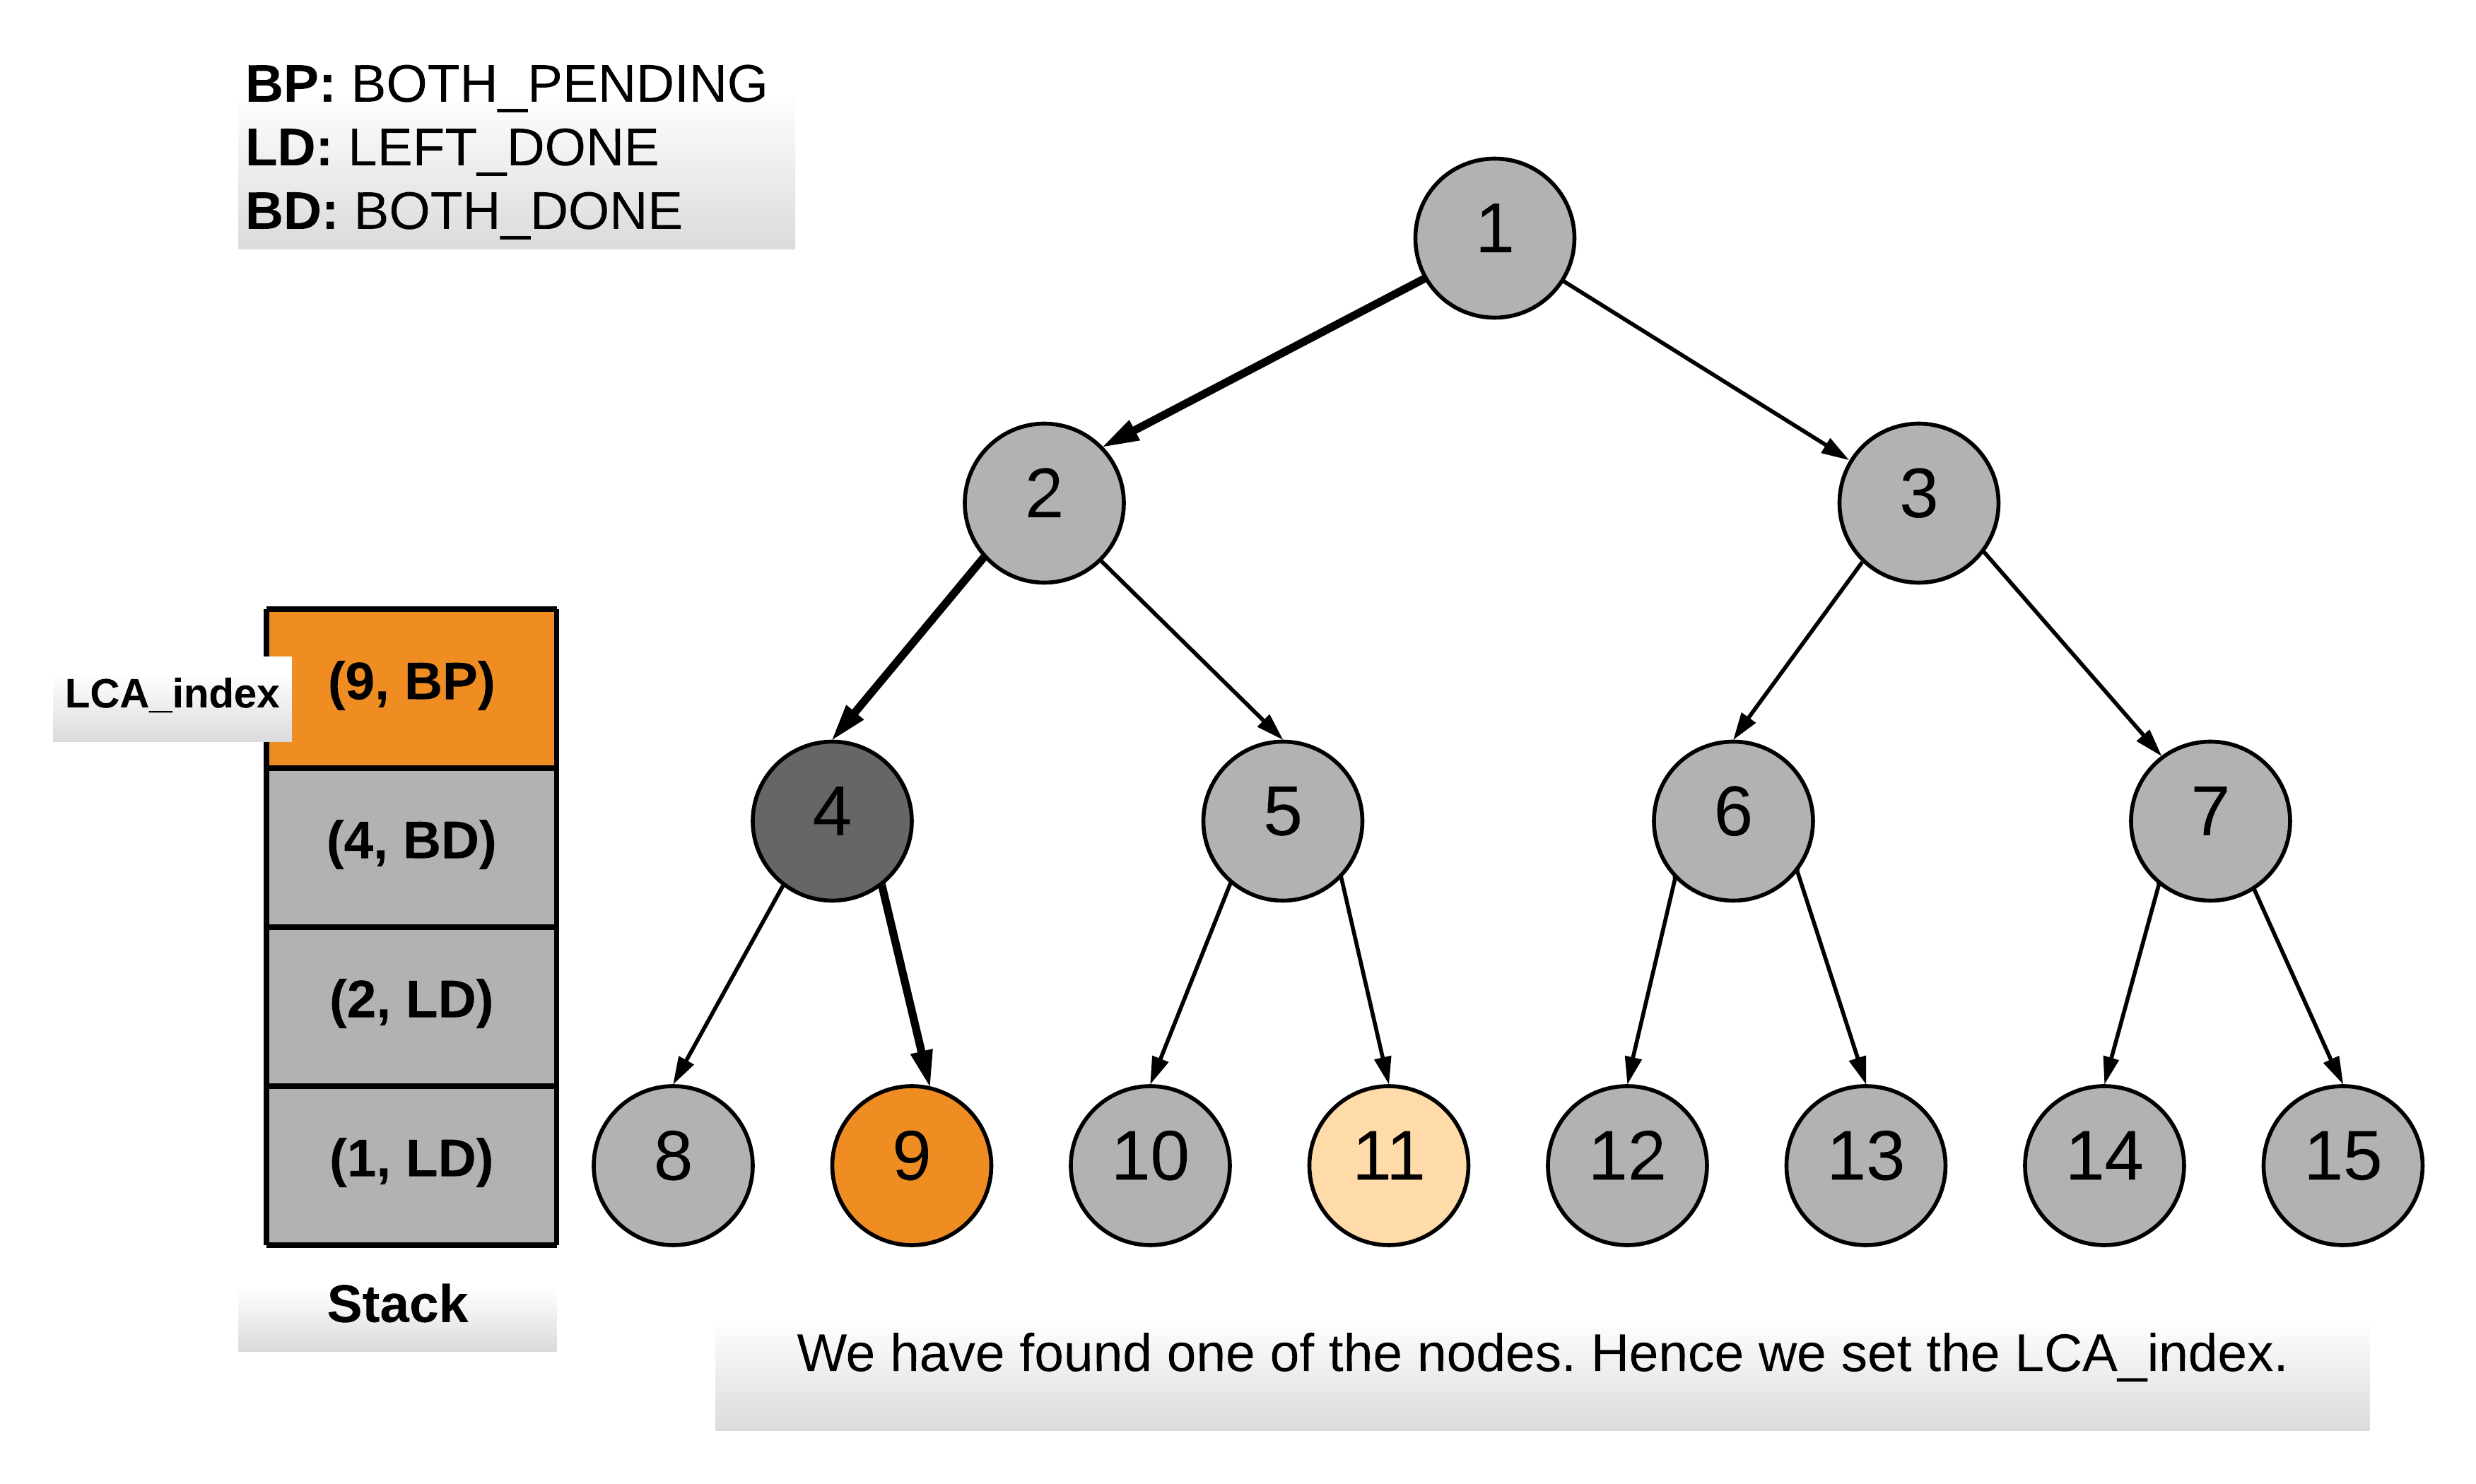 BP: BOTH_PENDING
LD: LEFT_DONE
BD: BOTH_DONE
1
2
3
LCA_index
(9, BP)
4
5
6
7
(4, BD)
(2, LD)
(1, LD)
8
9
10
11
12
13
14
15
Stack
We have found one of the nodes. Hence we set the LCA_index.